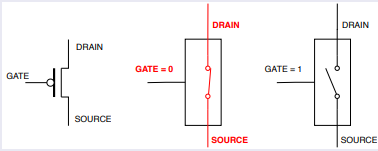 DRAIN
GATE
SOURCE
DRAIN
GATE = 0
SOURCE
DRAIN
GATE = 1
SOURCE